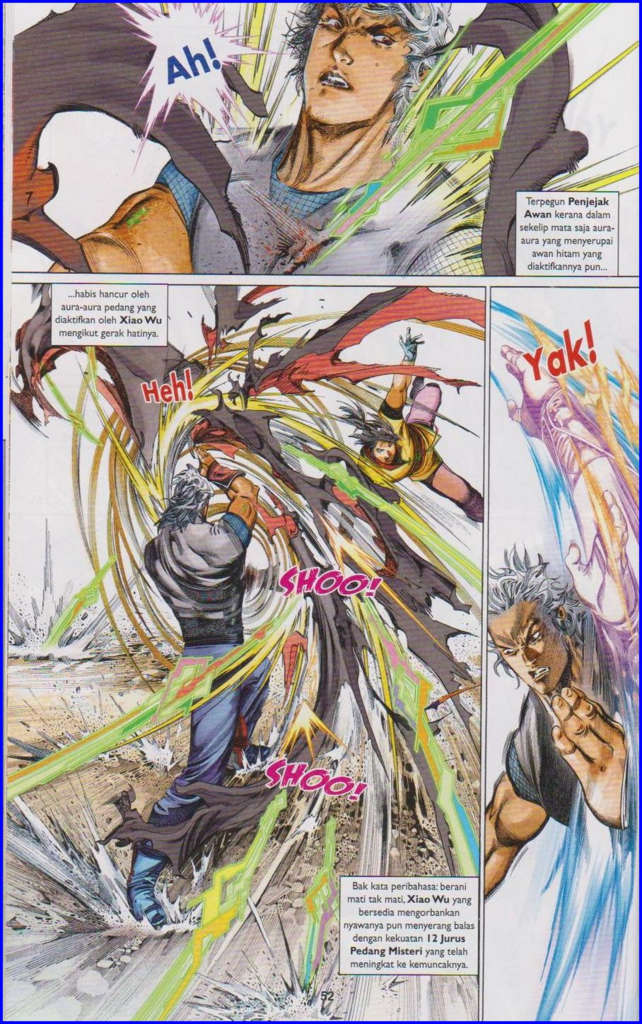 Ah!
Terpegun Penjejak
Awan kerana dalam
sekelip mata saja aura-
aura yang menyerupai
awan hitam yang
diaktifkannya pun...
...habis hancur oleh
aura-aura pedang yang
diaktifkan oleh Xiao Wu
mengikut gerak hatinya.
Heh!
Yak!
SHOO!
SHOO!
Bak kata peribahasa: berani
mati tak mati, Xiao Wu yang
bersedia mengorbankan
nyawanya pun menyerang balas
dengan kekuatan 12 Jurus
Pedang Misteri yang telah
meningkat ke kemuncaknya.
52